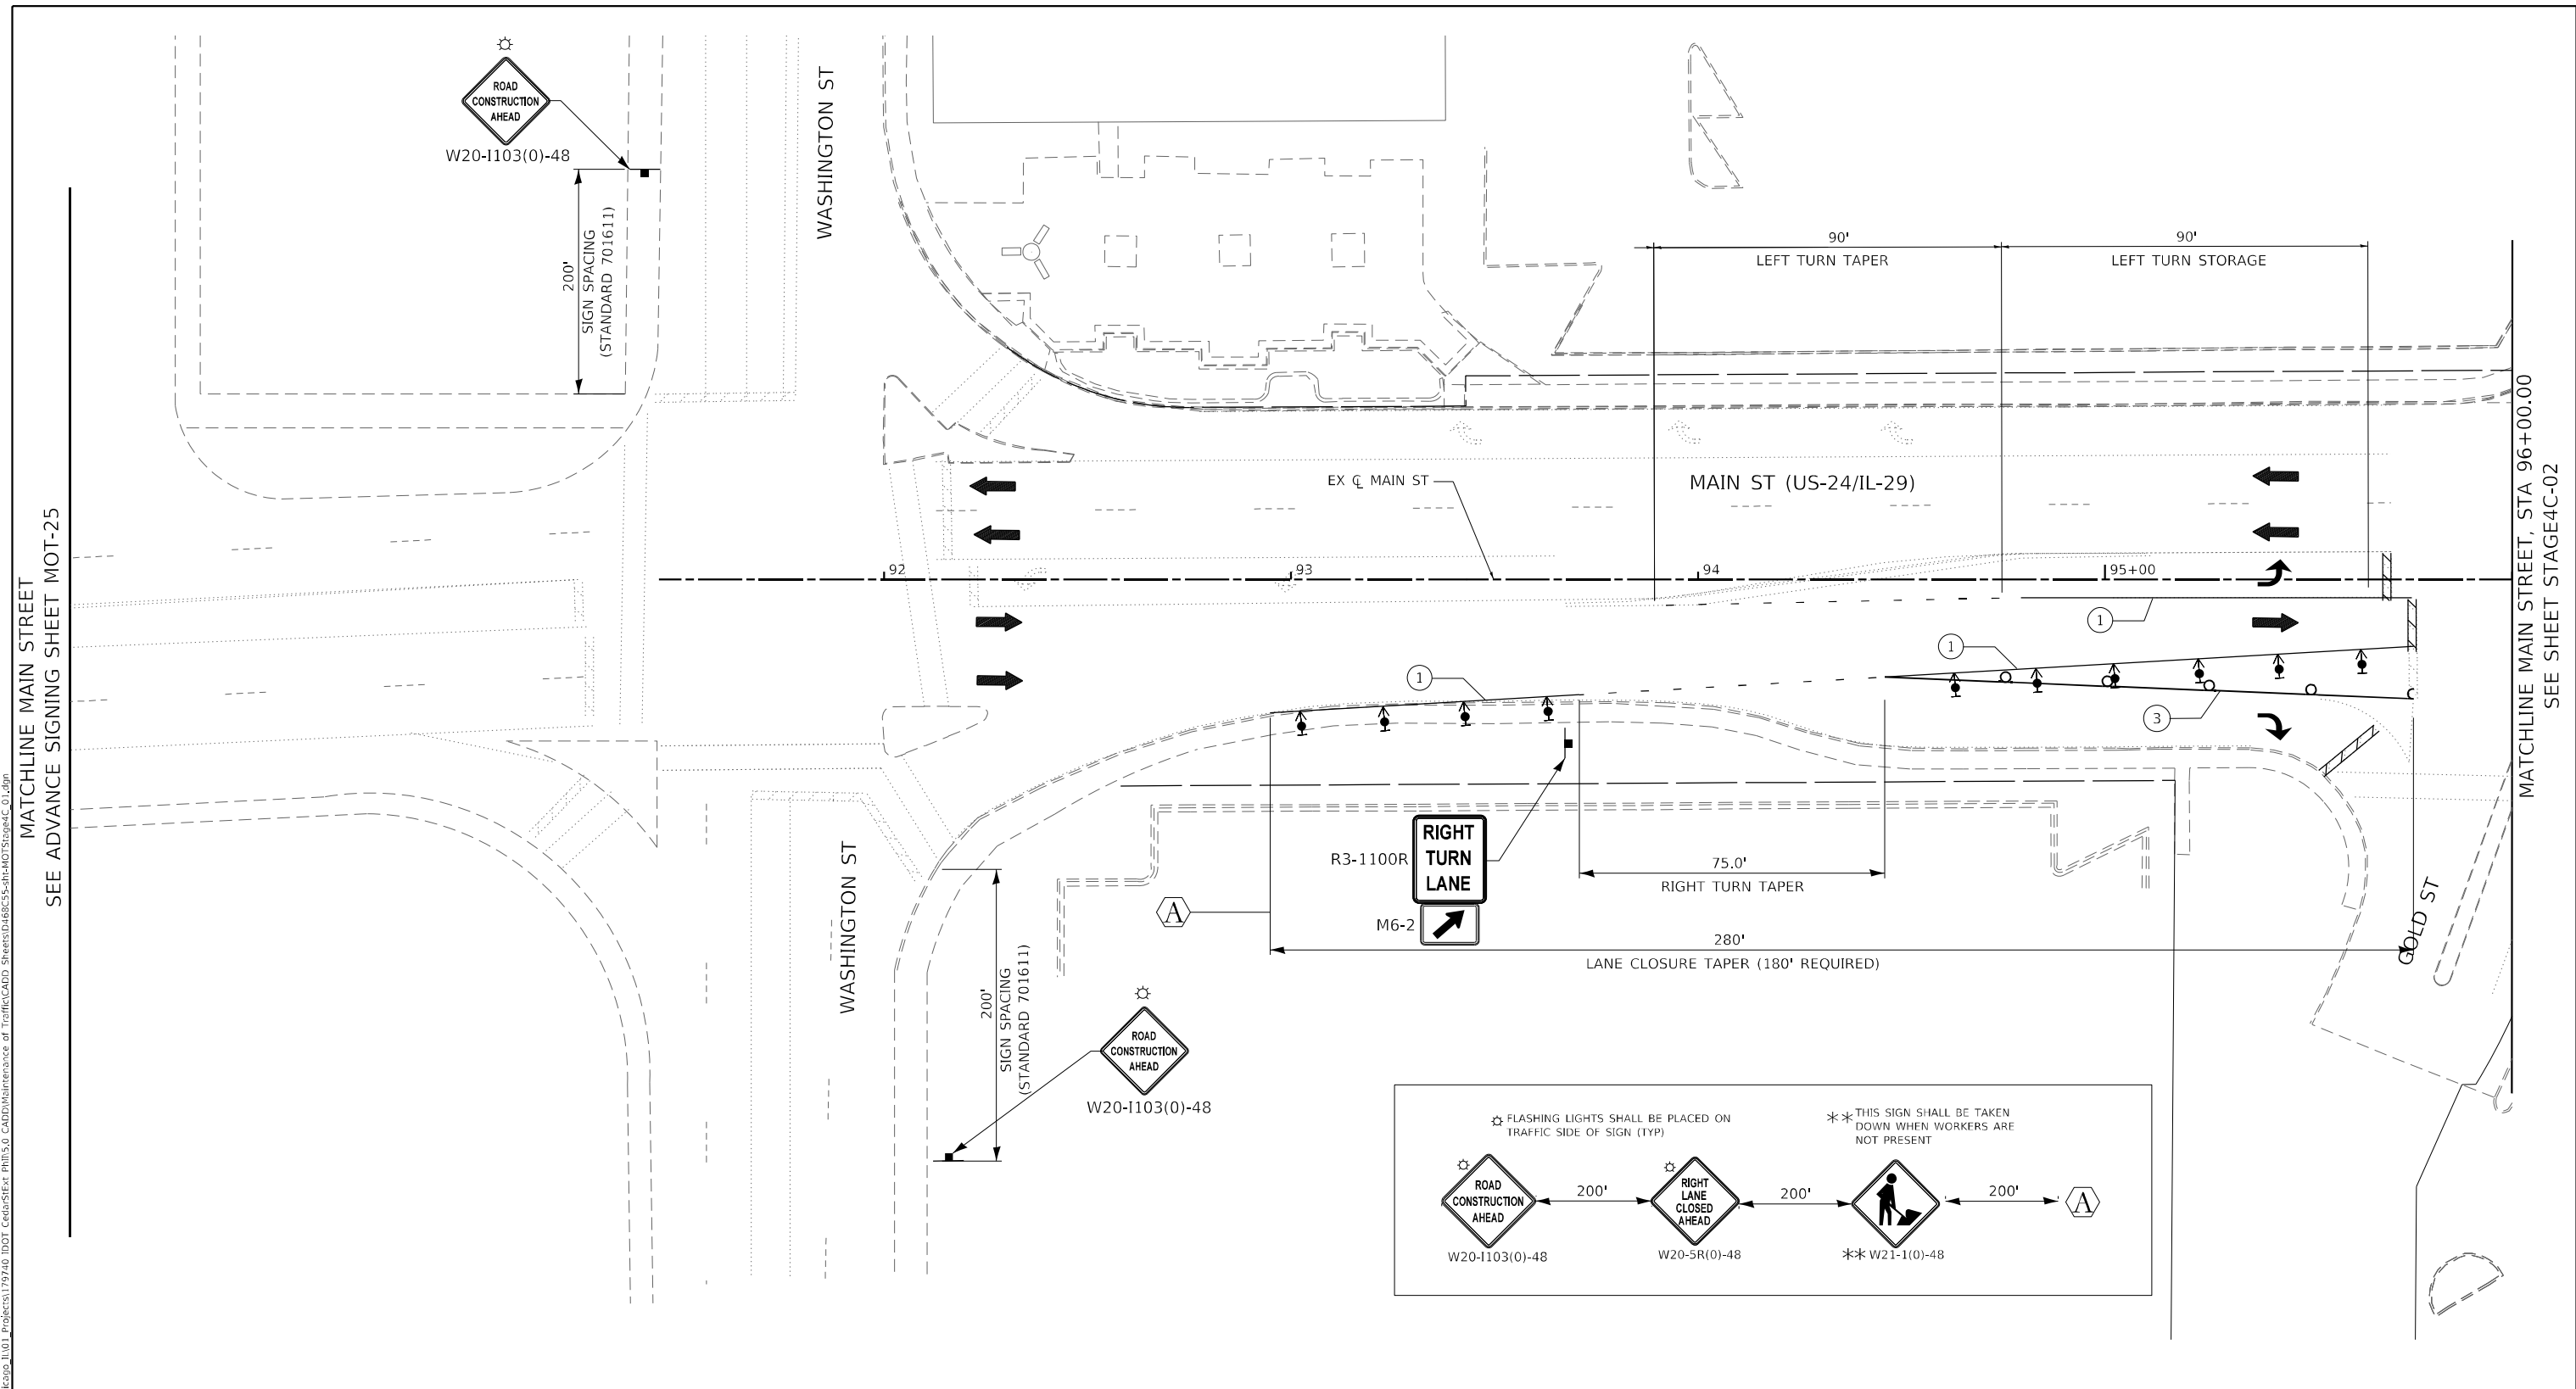 ROAD
CONSTRUCTION
AHEAD
W20-I103(0)-48
200'
SIGN SPACING
(STANDARD 701611)
WASHINGTON ST
90'
LEFT TURN TAPER
90'
LEFT TURN STORAGE
EX ℄ MAIN ST
MAIN ST (US-24/IL-29)
MATCHLINE MAIN STREET
SEE ADVANCE SIGNING SHEET MOT-25
MATCHLINE MAIN STREET, STA 96+00.00
SEE SHEET STAGE4C-02
92
93
94
95+00
1
1
1
3
R3-1100R
RIGHT
TURN
LANE
M6-2
75.0'
RIGHT TURN TAPER
A
280'
LANE CLOSURE TAPER (180' REQUIRED)
GOLD ST
WASHINGTON ST
200'
SIGN SPACING
(STANDARD 701611)
ROAD
CONSTRUCTION
AHEAD
W20-I103(0)-48
FLASHING LIGHTS SHALL BE PLACED ON
TRAFFIC SIDE OF SIGN (TYP)
** THIS SIGN SHALL BE TAKEN
DOWN WHEN WORKERS ARE
NOT PRESENT
ROAD
CONSTRUCTION
AHEAD
W20-I103(0)-48
200'
RIGHT
LANE
CLOSED
AHEAD
W20-5R(0)-48
200'
** W21-1(0)-48
200'
A